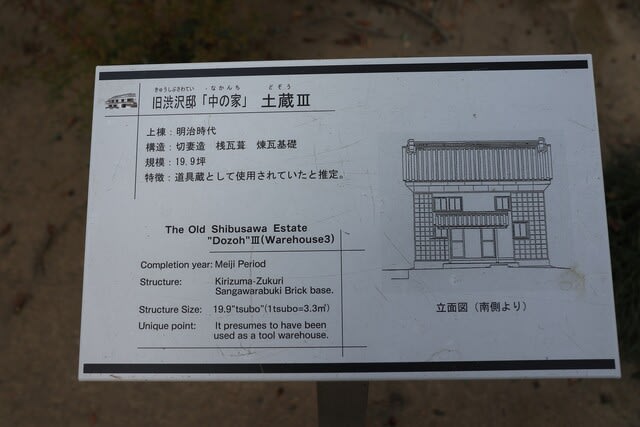 きゅうしぶさわてい なかんち どぞう
旧渋沢邸「中の家」 土蔵Ⅲ
上棟：明治時代
構造：切妻造 桟瓦葺 煉瓦基礎
規模：19.9坪
特徴：道具蔵として使用されていたと推定。
The Old Shibusawa Estate
"Dozoh"Ⅲ(Warehouse3)
Completion year: Meiji Period
Structure: Kirizuma-Zukuri
Sangawarabuki Brick base.
Structure Size: 19.9"tsubo"(1tsubo=3.3㎡)
Unique point: It presumes to have been
used as a tool warehouse.
立面図（南側より）